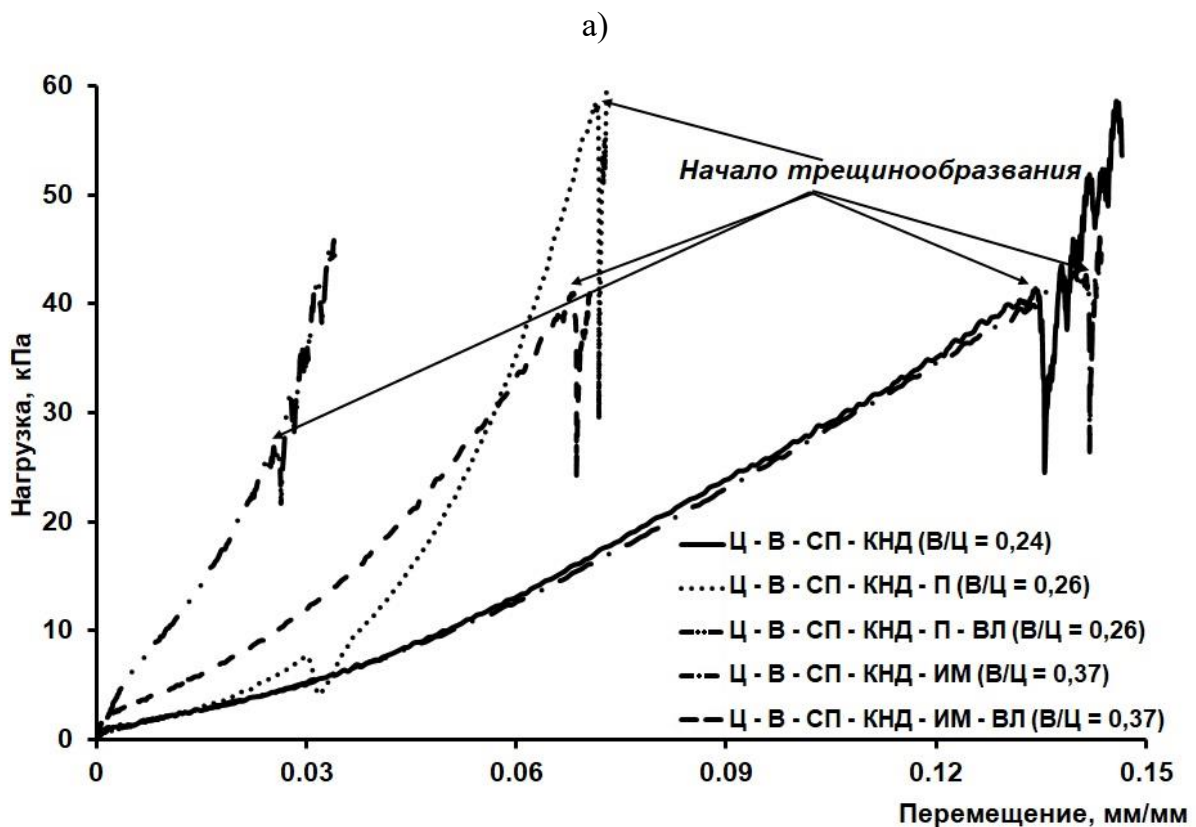 а)
60
50
40
30
20
10
0
Нагрузка, кПа
Начало трещинообразвания
Ц - В - СП - КНД (В/Ц = 0,24)
Ц - В - СП - КНД - П (В/Ц = 0,26)
Ц - В - СП - КНД - П - ВЛ (В/Ц = 0,26)
Ц - В - СП - КНД - ИМ (В/Ц = 0,37)
Ц - В - СП - КНД - ИМ - ВЛ (В/Ц = 0,37)
0 0.03 0.06 0.09 0.12 0.15
Перемещение, мм/мм